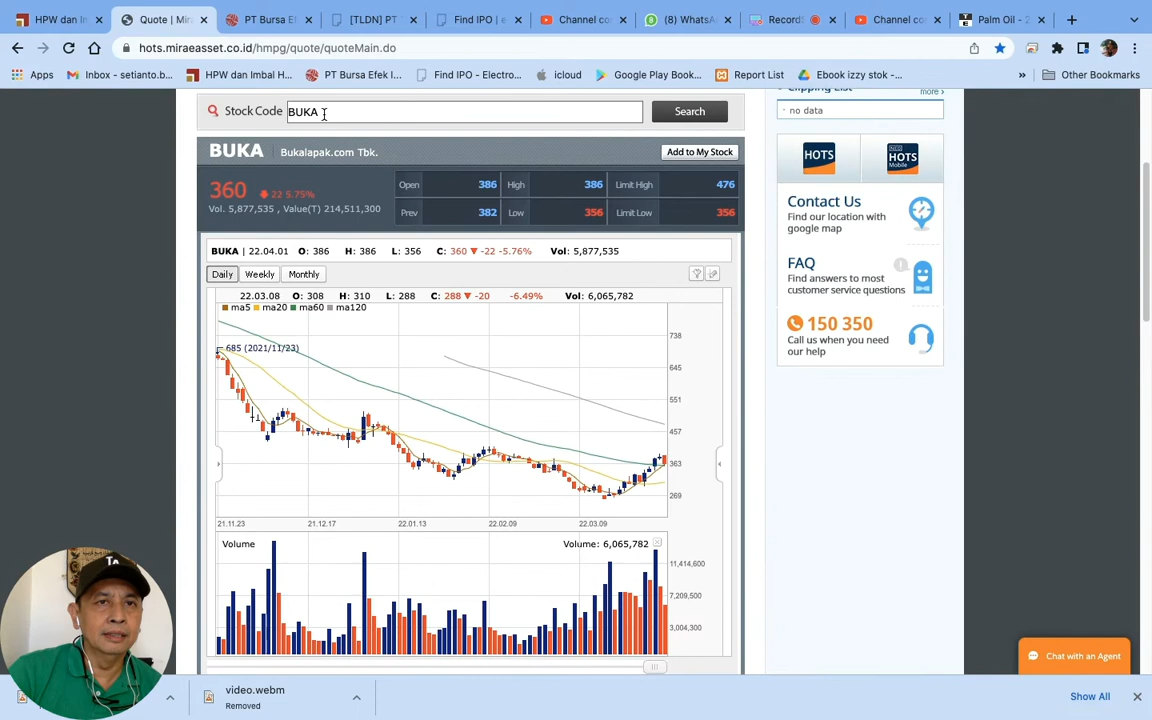 HPW dan Im
Quote | Mira
PT Bursa Ef
[TLDN] PT
Find IPO | e
Channel co
(8) (WhatsA
Record
Channel co
Palm Oil - 2
hots.miraeasset.co.id/hmpg/quote/quoteMain.do
Apps
Inbox - setianto.b...
HPW dan Imbal H...
PT Bursa Efek I...
Find IPO - Electro...
icloud
Google Play Book...
Report List
Ebook izzy stok -...
»
Other Bookmarks
Stock Code
BUKA
Search
more ›
no data
BUKA
Bukalapak.com Tbk.
Add to My Stock
360
22 5.75%
Vol. 5,877,535 , Value(T) 214,511,300
Open 386 High 386 Limit High 476
Prev 382 Low 356 Limit Low 356
HOTS
NEO HOTS Mobile
Contact Us
Find our location with
google map
FAQ
Find answers to most
customer service questions
150 350
Call us when you need
our help
BUKA | 22.04.01 O: 386 H: 386 L: 356 C: 360 ▼ -22 -5.76% Vol: 5,877,535
Daily
Weekly
Monthly
22.03.08 O: 308 H: 310 L: 288 C: 288 ▼ -20 -6.49% Vol: 6,065,782
ma5 ma20 ma60 ma120
685 (2021/11/23)
738
645
551
457
363
269
21.11.23 21.12.17 22.01.13 22.02.09 22.03.09
Volume
Volume: 6,065,782
11,414,600
7,209,500
3,004,300
Chat with an Agent
video.webm
Removed
Show All